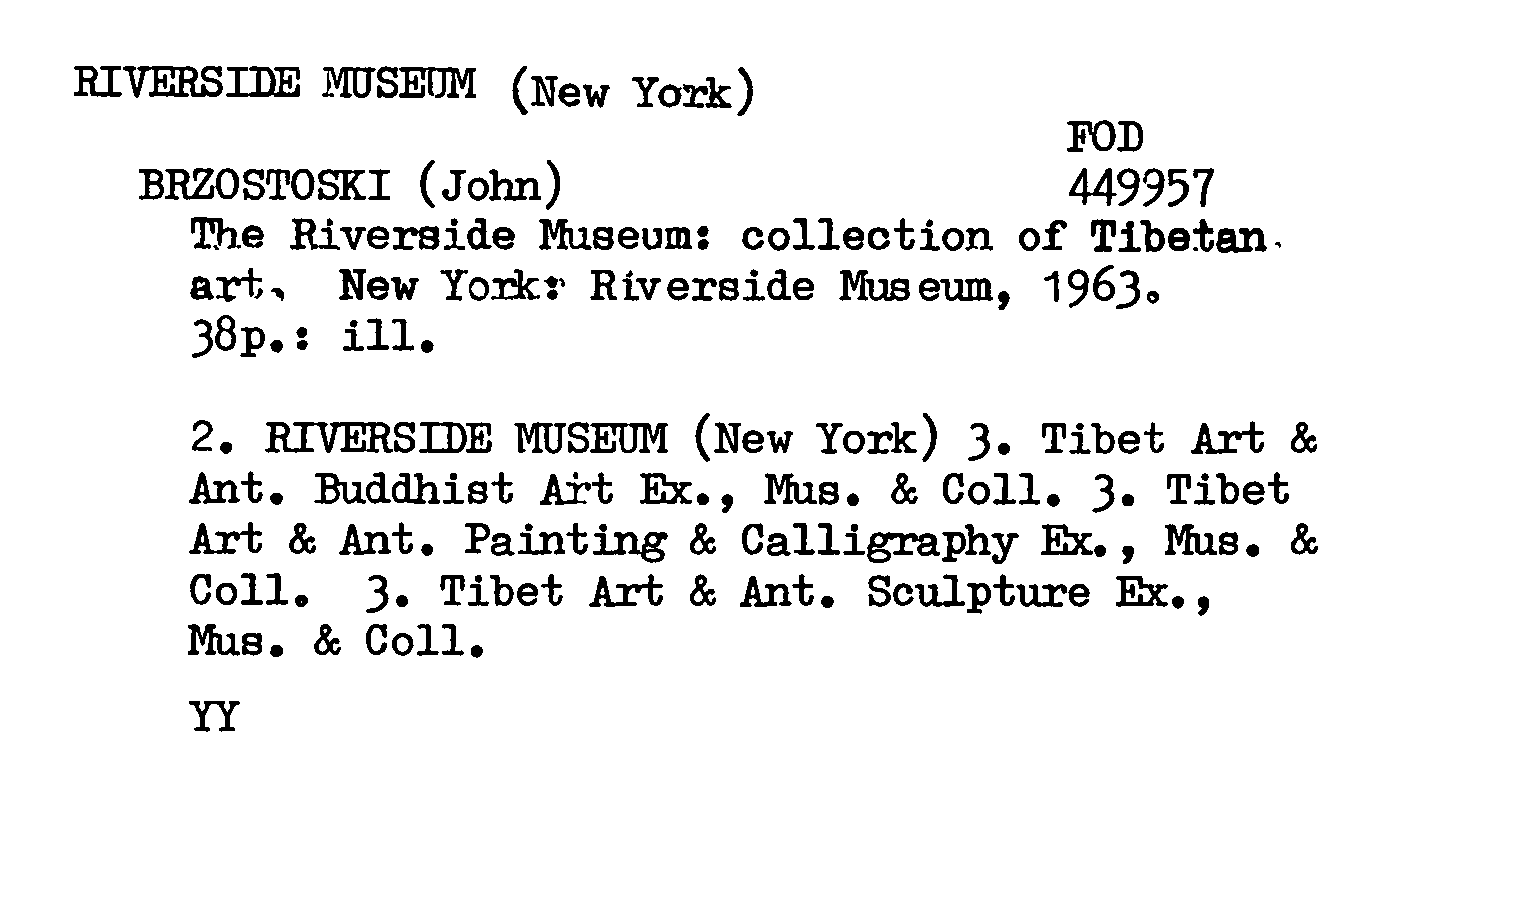 RIVERSIDE MUSEUM (New York)
FOD
BRZOSTOSKI (John) 449957
The Riverside Museum: collection of Tibetan
art. New York: Riverside Museum, 1963.
38p.: ill.
2. RIVERSIDE MUSEUM (New York) 3. Tibet Art &
Ant. Buddhist Art Ex., Mus. & Coll. 3. Tibet
Art & Ant. Painting & Calligraphy Ex., Mus. &
Coll. 3. Tibet Art & Ant. Sculpture Ex.,
Mus. & Coll.
YY